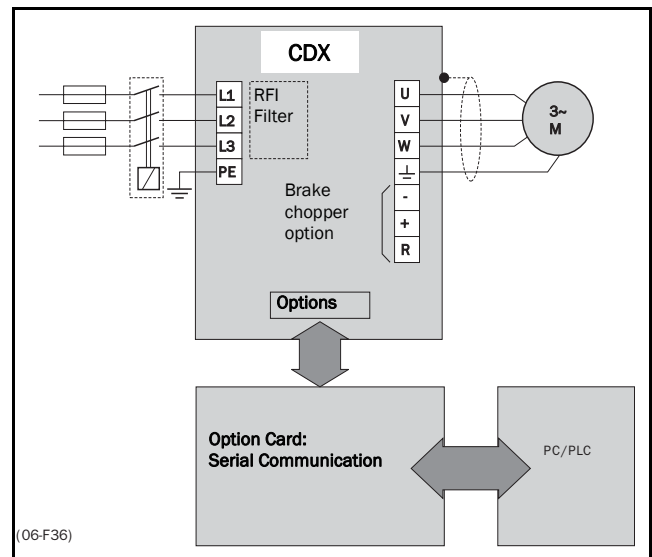 CDX
L1
L2
L3
PE
RFI
Filter
U
V
W
-
+
R
3~
M
Brake
chopper
option
Options
Option Card:
Serial Communication
PC/PLC
(06-F36)